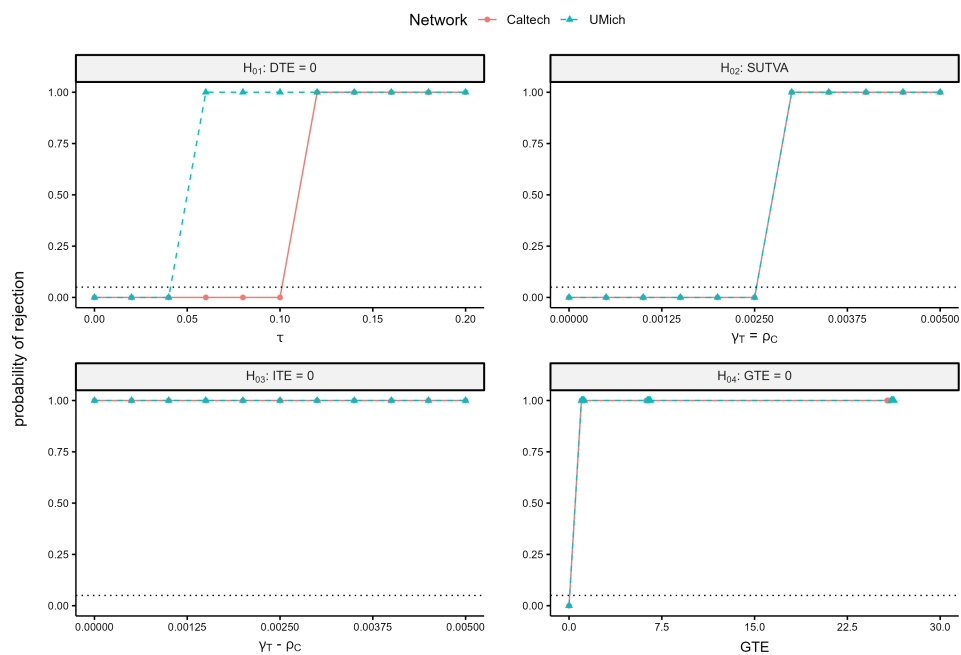 Network Caltech UMich
H₀₁: DTE = 0
1.00
0.75
0.50
0.25
0.00
0.00 0.05 0.10 0.15 0.20
τ
H₀₂: SUTVA
1.00
0.75
0.50
0.25
0.00
0.00000 0.00125 0.00250 0.00375 0.00500
γT = ρC
probability of rejection
H₀₃: ITE = 0
1.00
0.75
0.50
0.25
0.00
0.00000 0.00125 0.00250 0.00375 0.00500
γT - ρC
H₀₄: GTE = 0
1.00
0.75
0.50
0.25
0.00
0.0 7.5 15.0 22.5 30.0
GTE